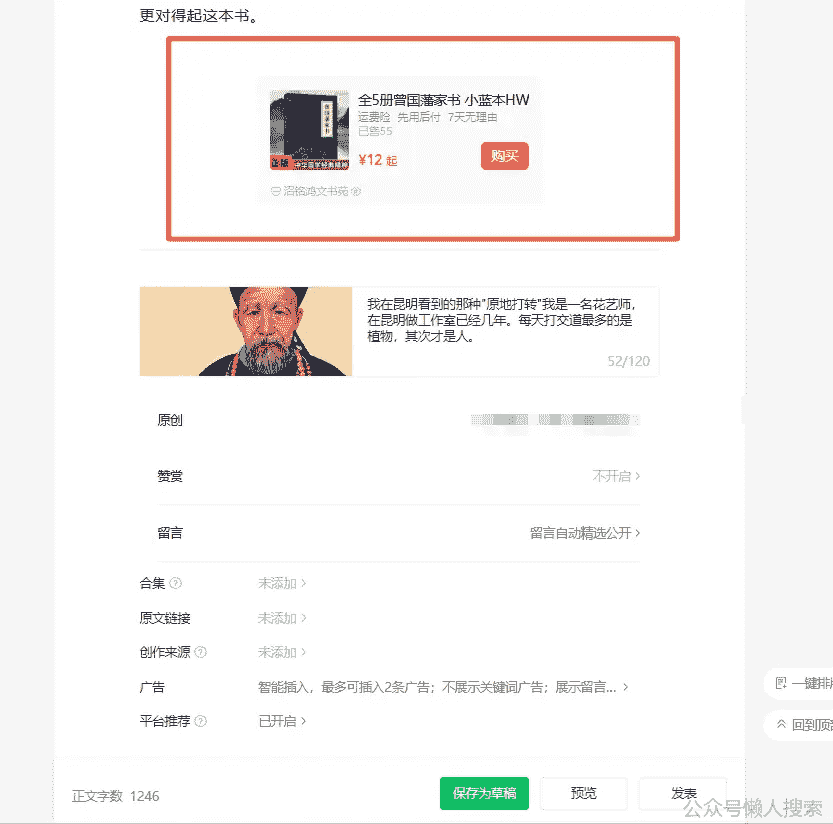 更对得起这本书。
全5册曾国藩家书 小蓝本HW
运费险 先用后付 7天无理由
已售55
正版
¥12 起
购买
沼铭鸿文书苑
我在昆明看到的那种"原地打转"我是一名花艺师,
在昆明做工作室已经几年。每天打交道最多的是
植物，其次才是人。
52/120
原创
赞赏 不开启
留言 留言自动精选公开
合集 未添加
原文链接 未添加
创作来源 未添加
广告 智能插入，最多可插入2条广告；不展示关键词广告；展示留言...
平台推荐 已开启
一键排
回到顶
正文字数 1246
保存为草稿
预览
发表
公众号懒人搜索